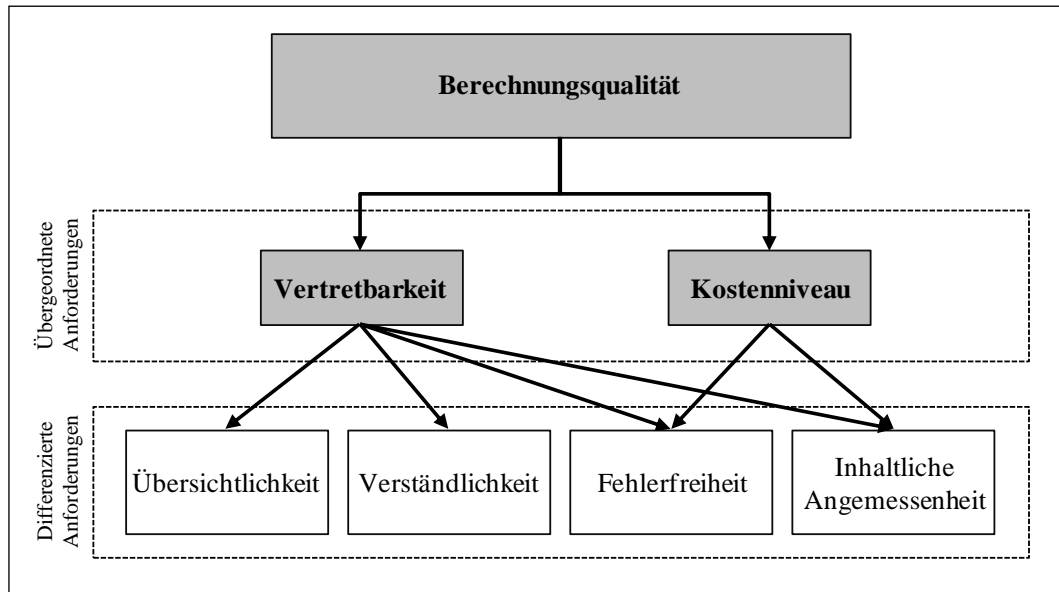 Berechnungsqualität
Übergeordnete
Anforderungen
Vertretbarkeit
Kostenniveau
Differenzierte
Anforderungen
Übersichtlichkeit
Verständlichkeit
Fehlerfreiheit
Inhaltliche
Angemessenheit